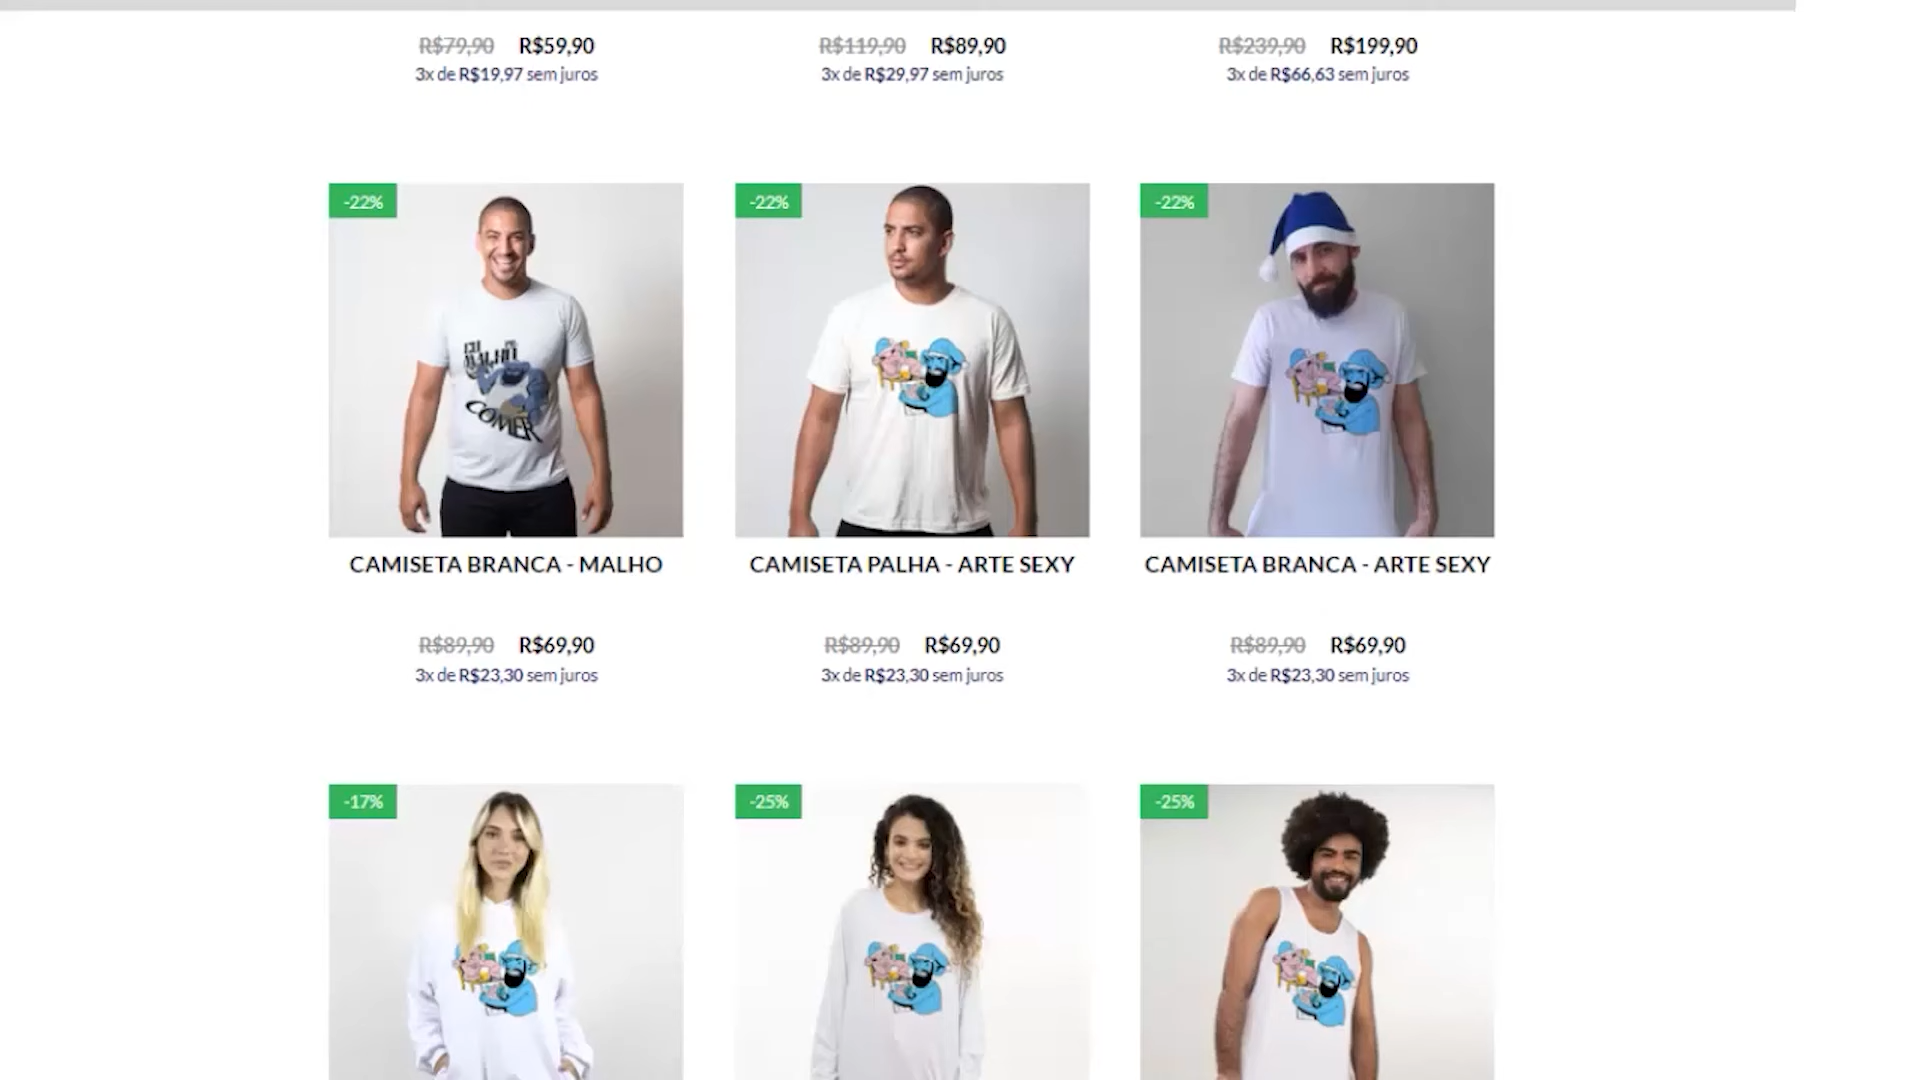 R$79,90 R$59,90
3x de R$19,97 sem juros
R$119,90 R$89,90
3x de R$29,97 sem juros
R$239,90 R$199,90
3x de R$66,63 sem juros
-22%
EU
MALHO
COMER
CAMISETA BRANCA - MALHO
R$89,90 R$69,90
3x de R$23,30 sem juros
-22%
CAMISETA PALHA - ARTE SEXY
R$89,90 R$69,90
3x de R$23,30 sem juros
-22%
CAMISETA BRANCA - ARTE SEXY
R$89,90 R$69,90
3x de R$23,30 sem juros
-17%
-25%
-25%